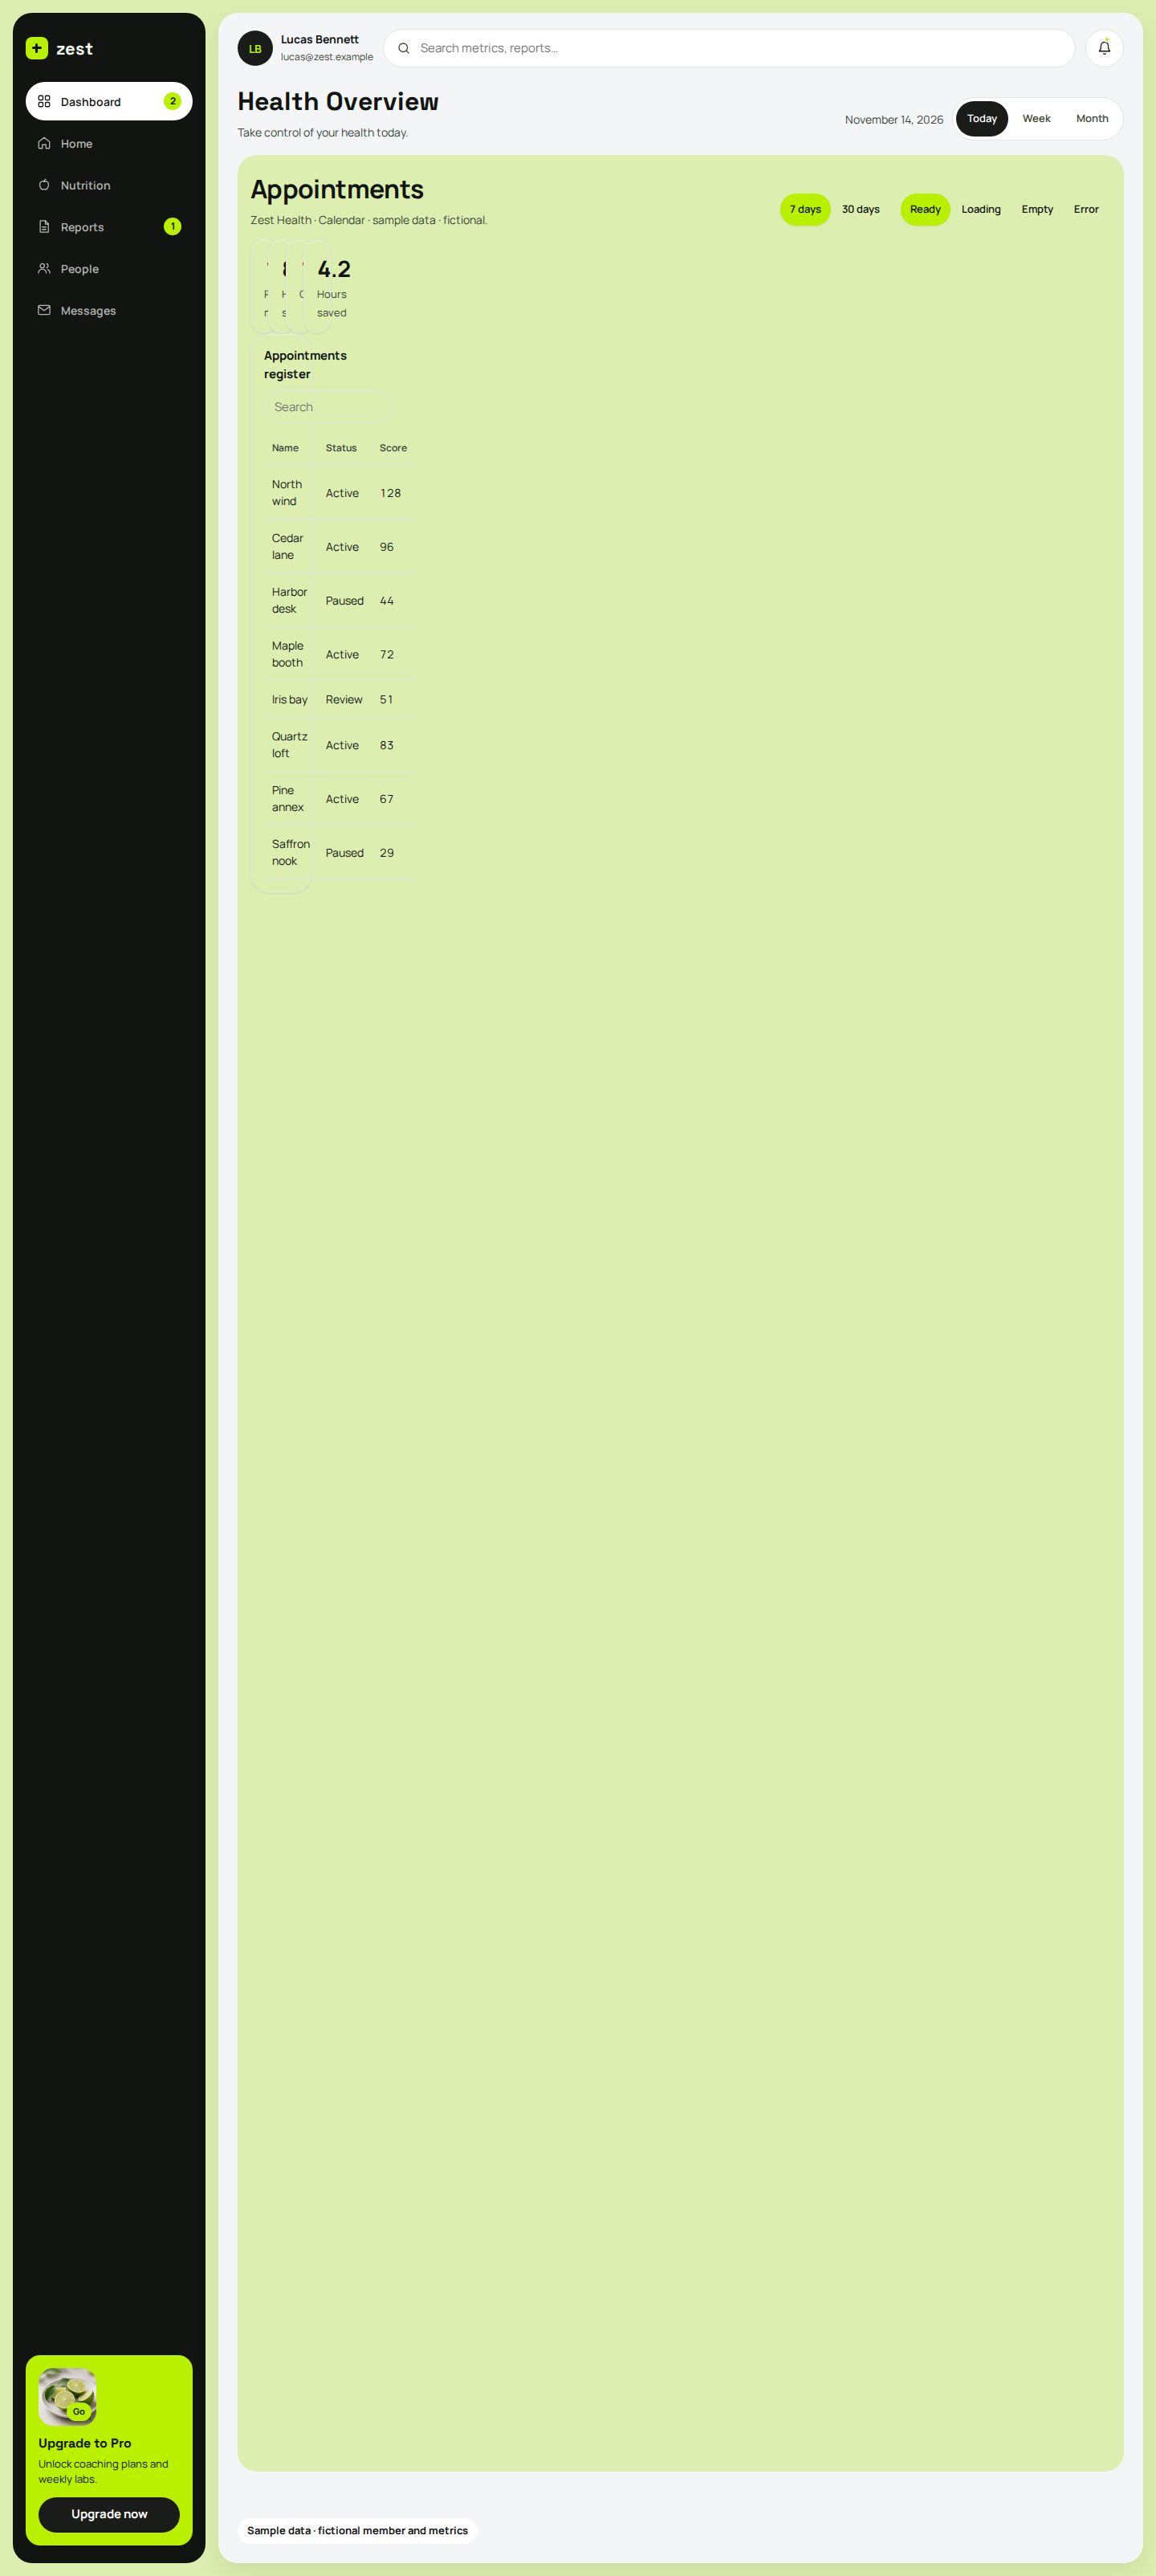 zest
Dashboard 2
Home
Nutrition
Reports 1
People
Messages
LB
Lucas Bennett
lucas@zest.example
Search metrics, reports…
Health Overview
Take control of your health today.
November 14, 2026
Today Week Month
Appointments
Zest Health · Calendar · sample data · fictional.
7 days 30 days Ready Loading Empty Error
4.2
Hours
saved
Appointments
register
Search
Name Status Score
North
wind
Active 128
Cedar
lane
Active 96
Harbor
desk
Paused 44
Maple
booth
Active 72
Iris bay Review 51
Quartz
loft
Active 83
Pine
annex
Active 67
Saffron
nook
Paused 29
Go
Upgrade to Pro
Unlock coaching plans and
weekly labs.
Upgrade now
Sample data · fictional member and metrics